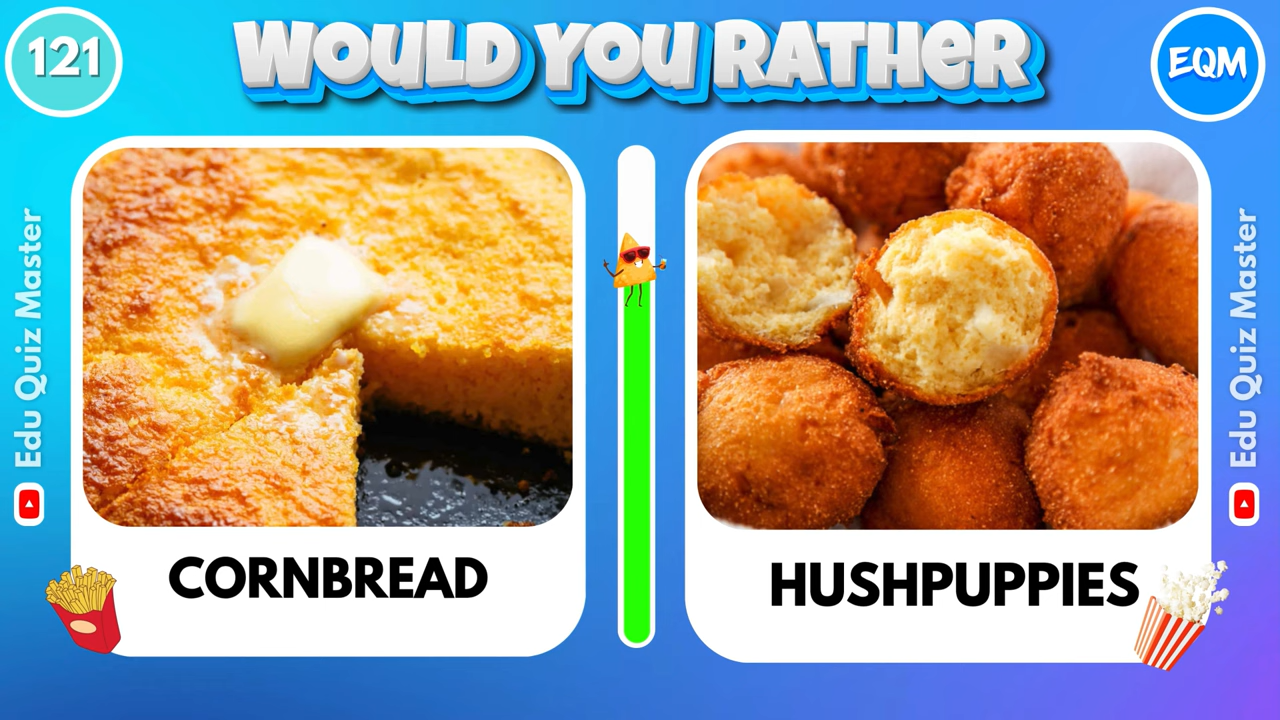 121
WOULD YOU RATHER
EQM
Edu Quiz Master
CORNBREAD
HUSHPUPPIES
Edu Quiz Master